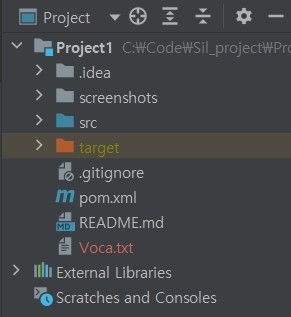 Project
Project1 C:₩Code₩Sil_project₩Pro
.idea
screenshots
src
target
.gitignore
pom.xml
README.md
Voca.txt
External Libraries
Scratches and Consoles